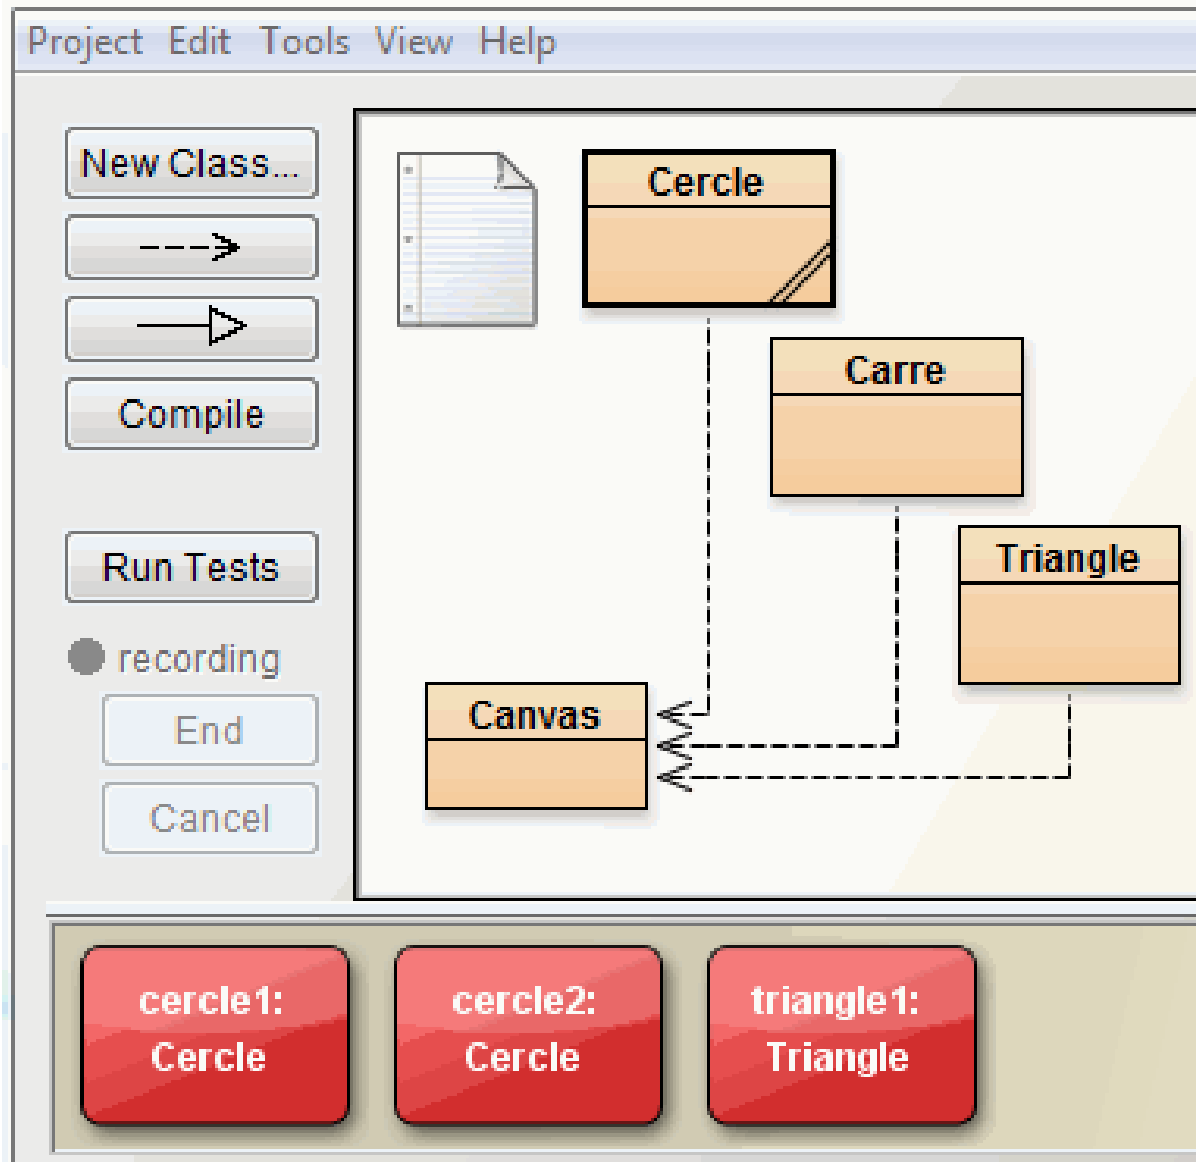 Project Edit Tools View Help
New Class...
Compile
Run Tests
recording
End
Cancel
Cercle
Carre
Triangle
Canvas
cercle1:
Cercle
cercle2:
Cercle
triangle1:
Triangle